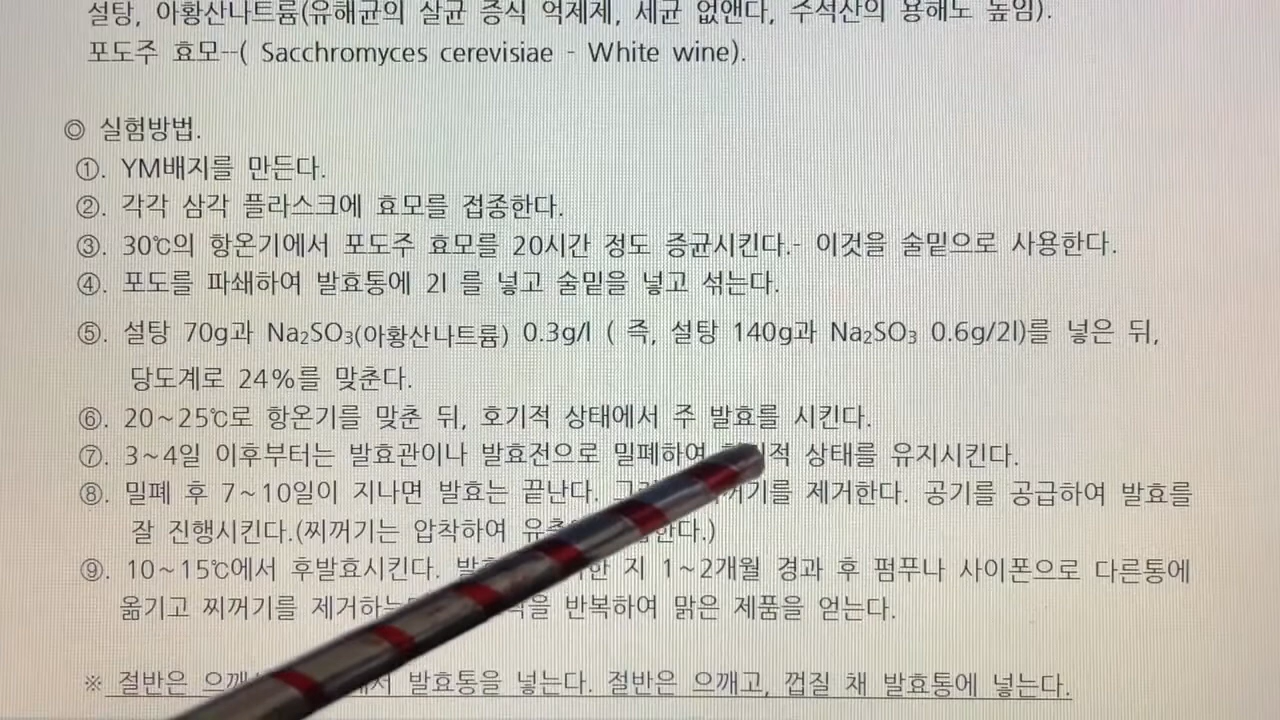 설탕, 아황산나트륨(유해균의 살균 증식 억제제, 세균 없앤다, 주석산의 용해도 높임).
포도주 효모--( Sacchromyces cerevisiae - White wine).
◎ 실험방법.
①. YM배지를 만든다.
②. 각각 삼각 플라스크에 효모를 접종한다.
③. 30℃의 항온기에서 포도주 효모를 20시간 정도 증균시킨다.- 이것을 술밑으로 사용한다.
④. 포도를 파쇄하여 발효통에 2l 를 넣고 술밑을 넣고 섞는다.
⑤. 설탕 70g과 Na₂SO₃(아황산나트륨) 0.3g/l ( 즉, 설탕 140g과 Na₂SO₃ 0.6g/2l)를 넣은 뒤,
당도계로 24%를 맞춘다.
⑥. 20~25℃로 항온기를 맞춘 뒤, 호기적 상태에서 주 발효를 시킨다.
⑦. 3~4일 이후부터는 발효관이나 발효전으로 밀폐하여 상태를 유지시킨다.
⑧. 밀폐 후 7~10일이 지나면 발효는 끝난다. 제거한다. 공기를 공급하여 발효를
잘 진행시킨다.(찌꺼기는 압착하여
⑨. 10~15℃에서 후발효시킨다. 지 1~2개월 경과 후 펌푸나 사이폰으로 다른통에
옮기고 찌꺼기를 반복하여 맑은 제품을 얻는다.
※ 절반은 발효통을 넣는다. 절반은 으깨고, 껍질 채 발효통에 넣는다.